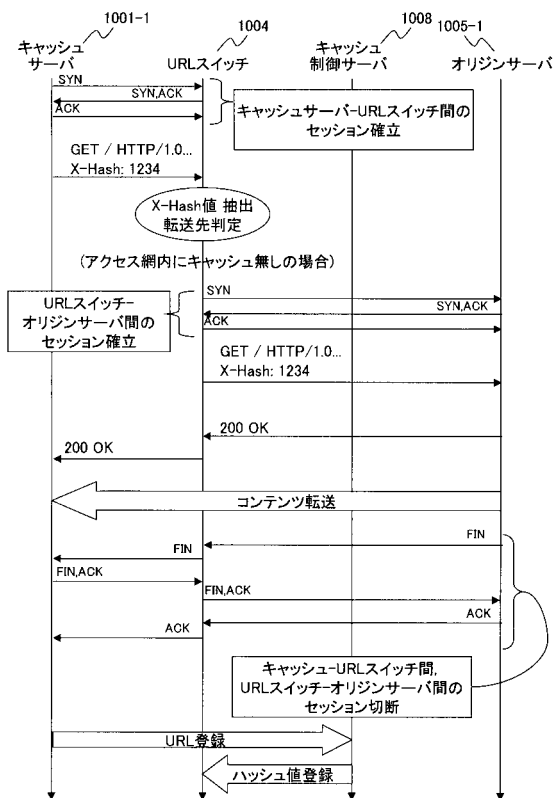 1001-1
1004
1008
1005-1
キャッシュ
サーバ
URLスイッチ
キャッシュ
制御サーバ
オリジンサーバ
SYN
SYN,ACK
ACK
キャッシュサーバ-URLスイッチ間の
セッション確立
GET / HTTP/1.0...
X-Hash: 1234
X-Hash値 抽出
転送先判定
(アクセス網内にキャッシュ無しの場合)
URLスイッチ-
オリジンサーバ間の
セッション確立
SYN
SYN,ACK
ACK
GET / HTTP/1.0...
X-Hash: 1234
200 OK
200 OK
コンテンツ転送
FIN
FIN
FIN,ACK
FIN,ACK
ACK
ACK
キャッシュ-URLスイッチ間,
URLスイッチ-オリジンサーバ間の
セッション切断
URL登録
ハッシュ値登録